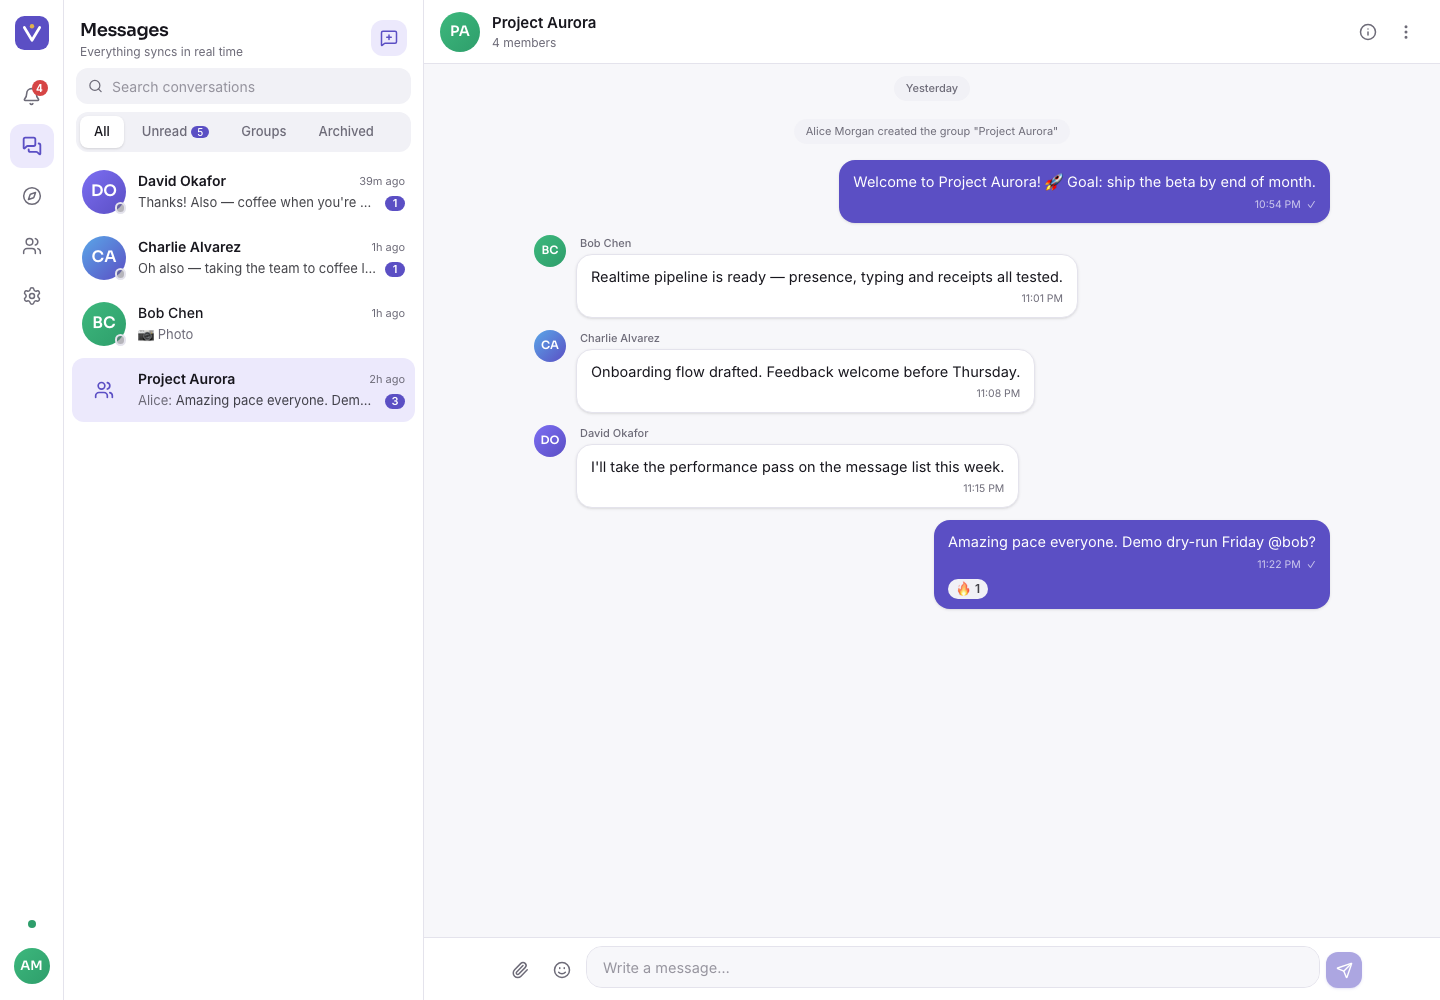 Messages
Everything syncs in real time
4
Search conversations
All
Unread 5
Groups
Archived
DO
David Okafor
39m ago
Thanks! Also — coffee when you're ...
1
CA
Charlie Alvarez
1h ago
Oh also — taking the team to coffee l...
1
BC
Bob Chen
1h ago
📷 Photo
Project Aurora
2h ago
Alice: Amazing pace everyone. Dem...
3
AM
PA
Project Aurora
4 members
Yesterday
Alice Morgan created the group "Project Aurora"
Welcome to Project Aurora! 🚀 Goal: ship the beta by end of month.
10:54 PM ✓
BC
Bob Chen
Realtime pipeline is ready — presence, typing and receipts all tested.
11:01 PM
CA
Charlie Alvarez
Onboarding flow drafted. Feedback welcome before Thursday.
11:08 PM
DO
David Okafor
I'll take the performance pass on the message list this week.
11:15 PM
Amazing pace everyone. Demo dry-run Friday @bob?
11:22 PM ✓
🔥 1
Write a message...